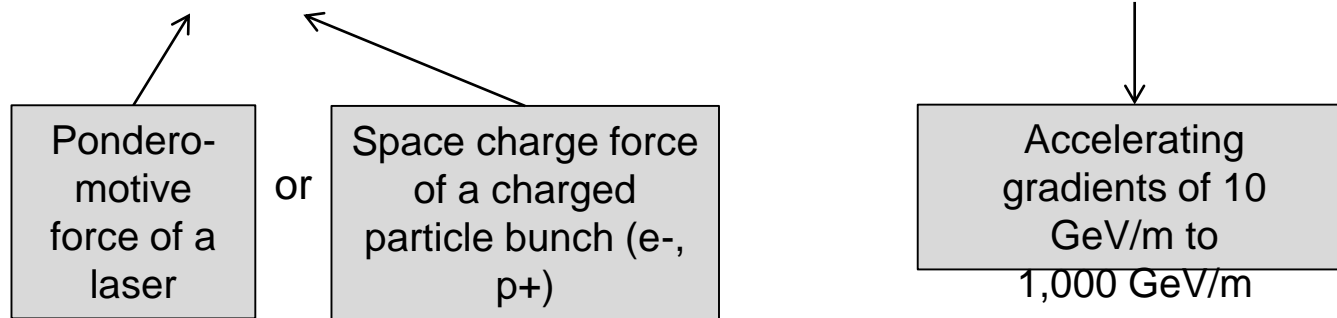 Pondero-
motive
force of a
laser
or
Space charge force
of a charged
particle bunch (e-,
p+)
Accelerating
gradients of 10
GeV/m to
1,000 GeV/m